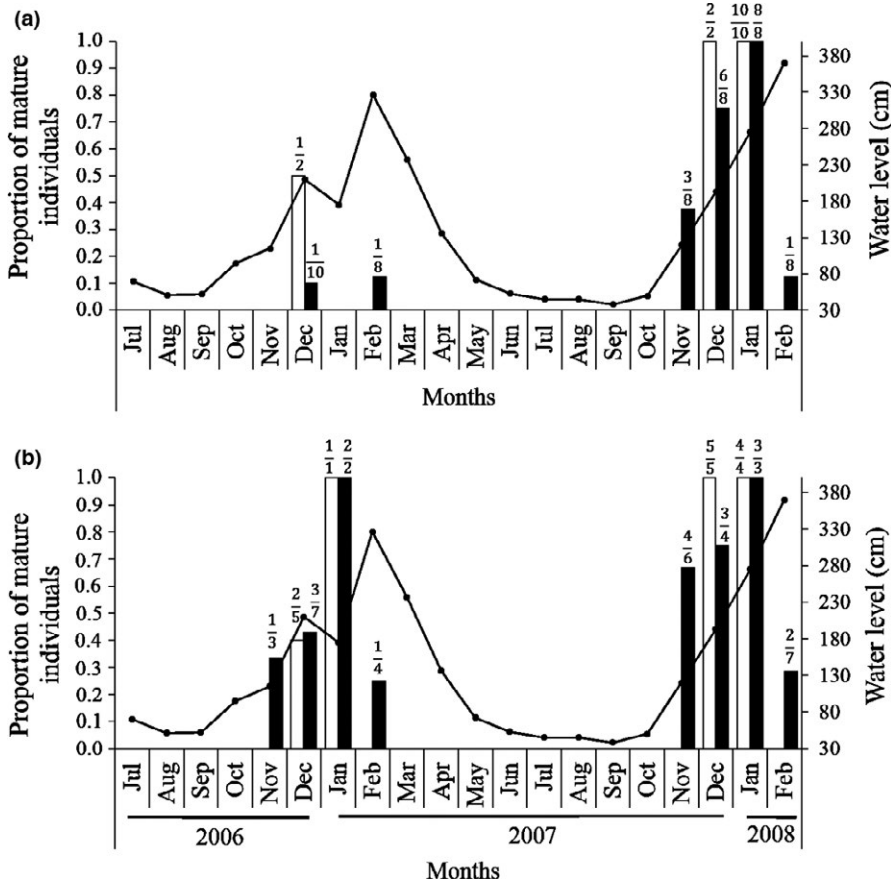 (a)
2/2 10/10 8/8
1.0 380
0.9 6/8
0.8 330
0.7 280
0.6 1/2 230
0.5
0.4 3/8 180
0.3
0.2 1/10 1/8 130 1/8
0.1 80
0.0 30
Proportion of mature
individuals
Water level (cm)
Jul Aug Sep Oct Nov Dec Jan Feb Mar Apr May Jun Jul Aug Sep Oct Nov Dec Jan Feb
Months
(b)
1/1 2/2 5/5 4/4 3/3
1.0 380
0.9 3/4
0.8 4/6 330
0.7 280
0.6 2/5 3/7 230
0.5
0.4 1/3 180
0.3 1/4 2/7 130
0.2
0.1 80
0.0 30
Proportion of mature
individuals
Water level (cm)
Jul Aug Sep Oct Nov Dec Jan Feb Mar Apr May Jun Jul Aug Sep Oct Nov Dec Jan Feb
2006 2007 2008
Months